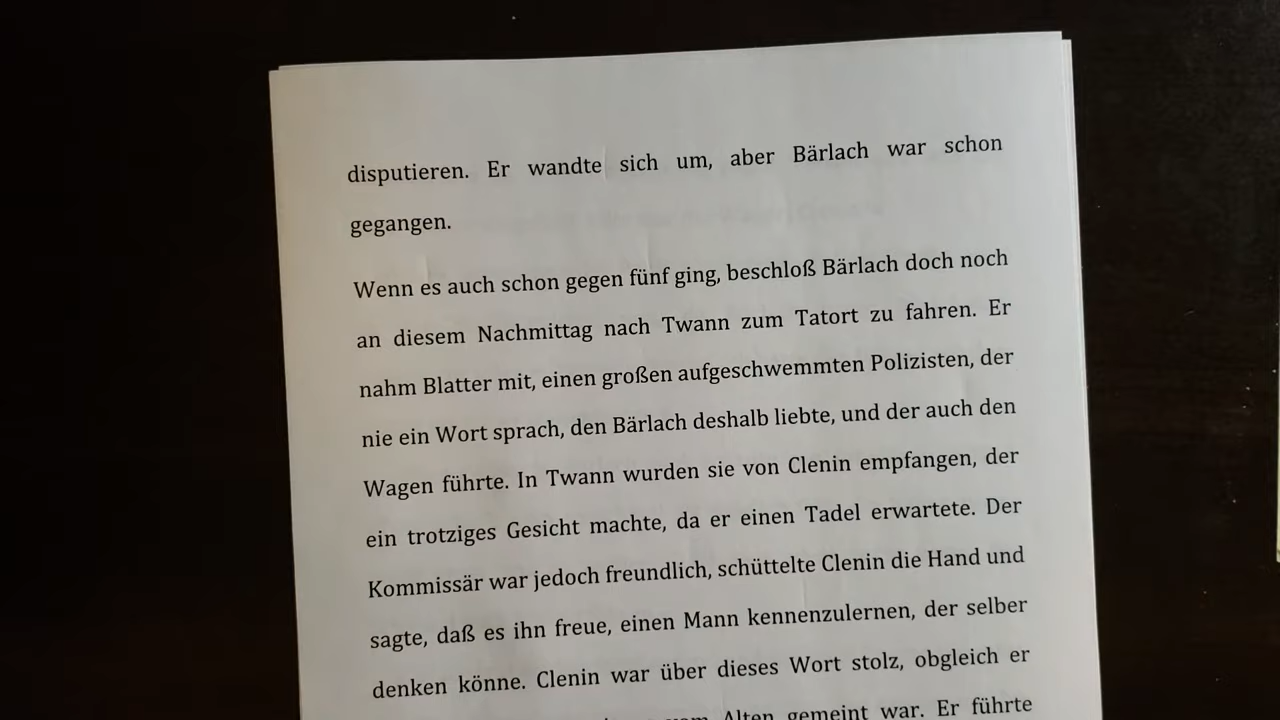 disputieren. Er wandte sich um, aber Bärlach war schon
gegangen.
Wenn es auch schon gegen fünf ging, beschloß Bärlach doch noch
an diesem Nachmittag nach Twann zum Tatort zu fahren. Er
nahm Blatter mit, einen großen aufgeschwemmten Polizisten, der
nie ein Wort sprach, den Bärlach deshalb liebte, und der auch den
Wagen führte. In Twann wurden sie von Clenin empfangen, der
ein trotziges Gesicht machte, da er einen Tadel erwartete. Der
Kommissär war jedoch freundlich, schüttelte Clenin die Hand und
sagte, daß es ihn freue, einen Mann kennenzulernen, der selber
denken könne. Clenin war über dieses Wort stolz, obgleich er
vom Alten gemeint war. Er führte